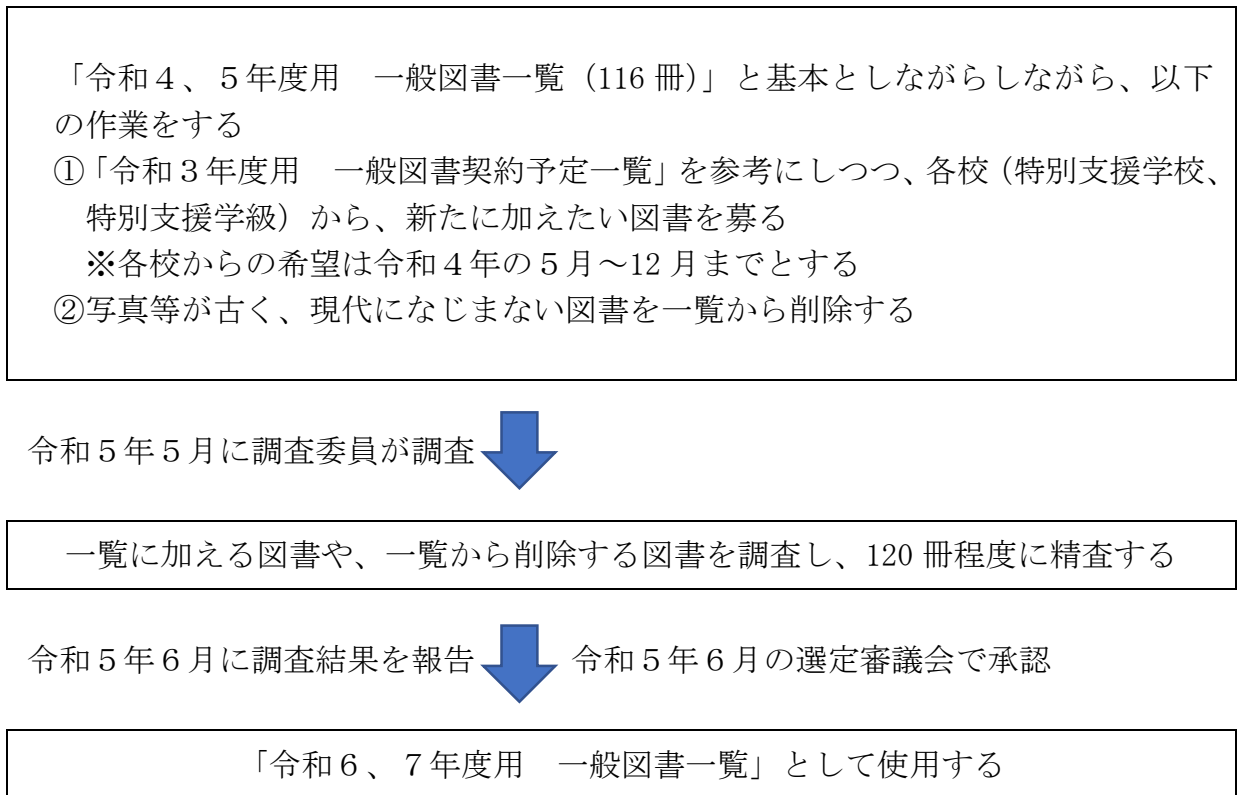 「令和４、５年度用　一般図書一覧（116 冊）」と基本としながらしながら、以下
の作業をする
①「令和３年度用　一般図書契約予定一覧」を参考にしつつ、各校（特別支援学校、
特別支援学級）から、新たに加えたい図書を募る
※各校からの希望は令和４年の５月～12 月までとする
②写真等が古く、現代になじまない図書を一覧から削除する
令和５年５月に調査委員が調査
一覧に加える図書や、一覧から削除する図書を調査し、120 冊程度に精査する
令和５年６月に調査結果を報告　令和５年６月の選定審議会で承認
「令和６、７年度用　一般図書一覧」として使用する